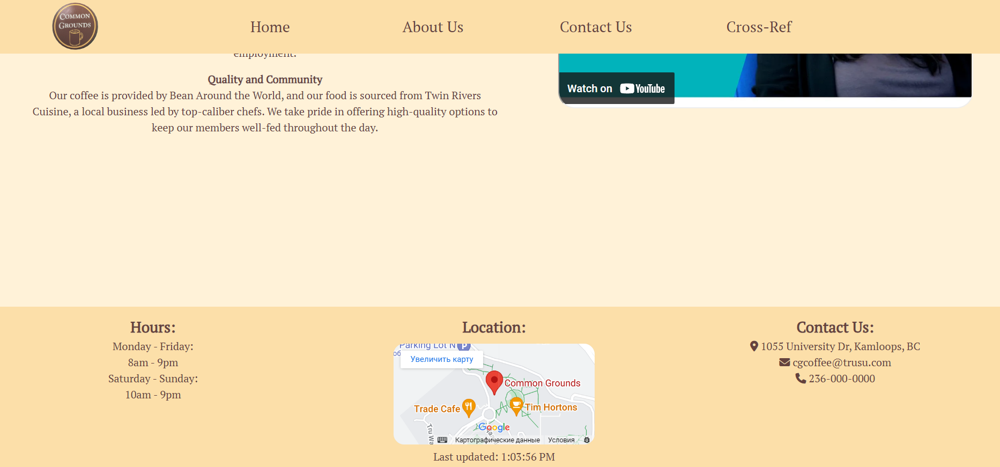 COMMON
GROUNDS
Home
About Us
Contact Us
Cross-Ref
employment.
Quality and Community
Our coffee is provided by Bean Around the World, and our food is sourced from Twin Rivers
Cuisine, a local business led by top-caliber chefs. We take pride in offering high-quality options to
keep our members well-fed throughout the day.
Watch on YouTube
Hours:
Monday - Friday:
8am - 9pm
Saturday - Sunday:
10am - 9pm
Location:
Parking Lot N
P
Увеличить карту
Common Grounds
Trade Cafe
Tim Hortons
Tru Wa
Google
Картографические данные
Условия
Last updated: 1:03:56 PM
Contact Us:
1055 University Dr, Kamloops, BC
cgcoffee@trusu.com
236-000-0000